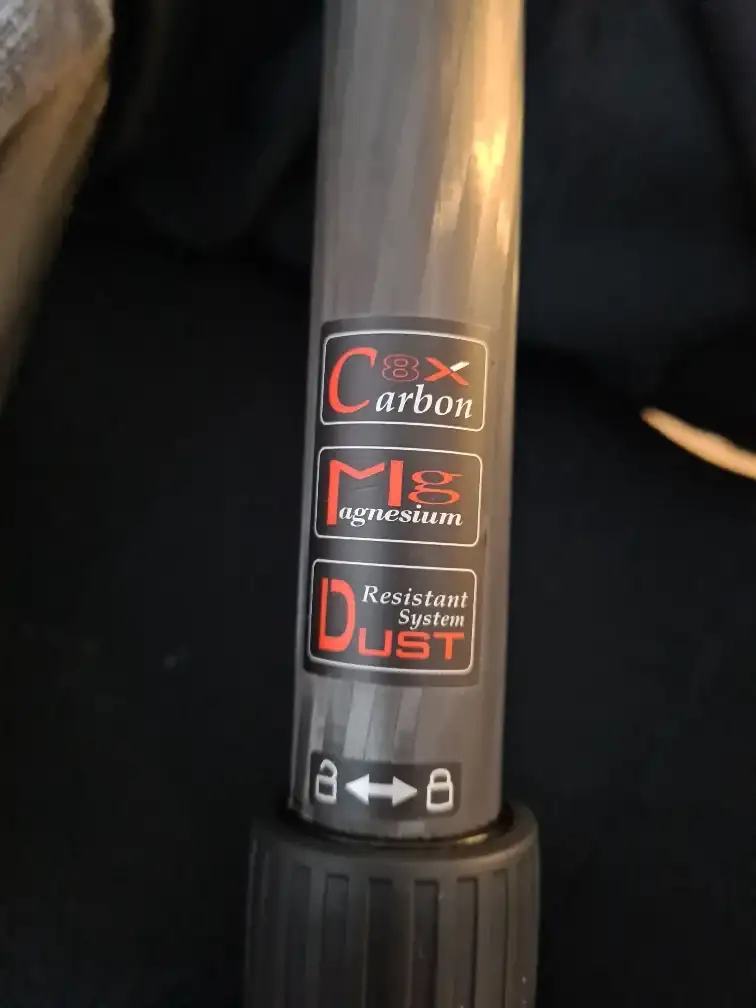 C8X
arbon
Mg
agnesium
Resistant
System
DUST